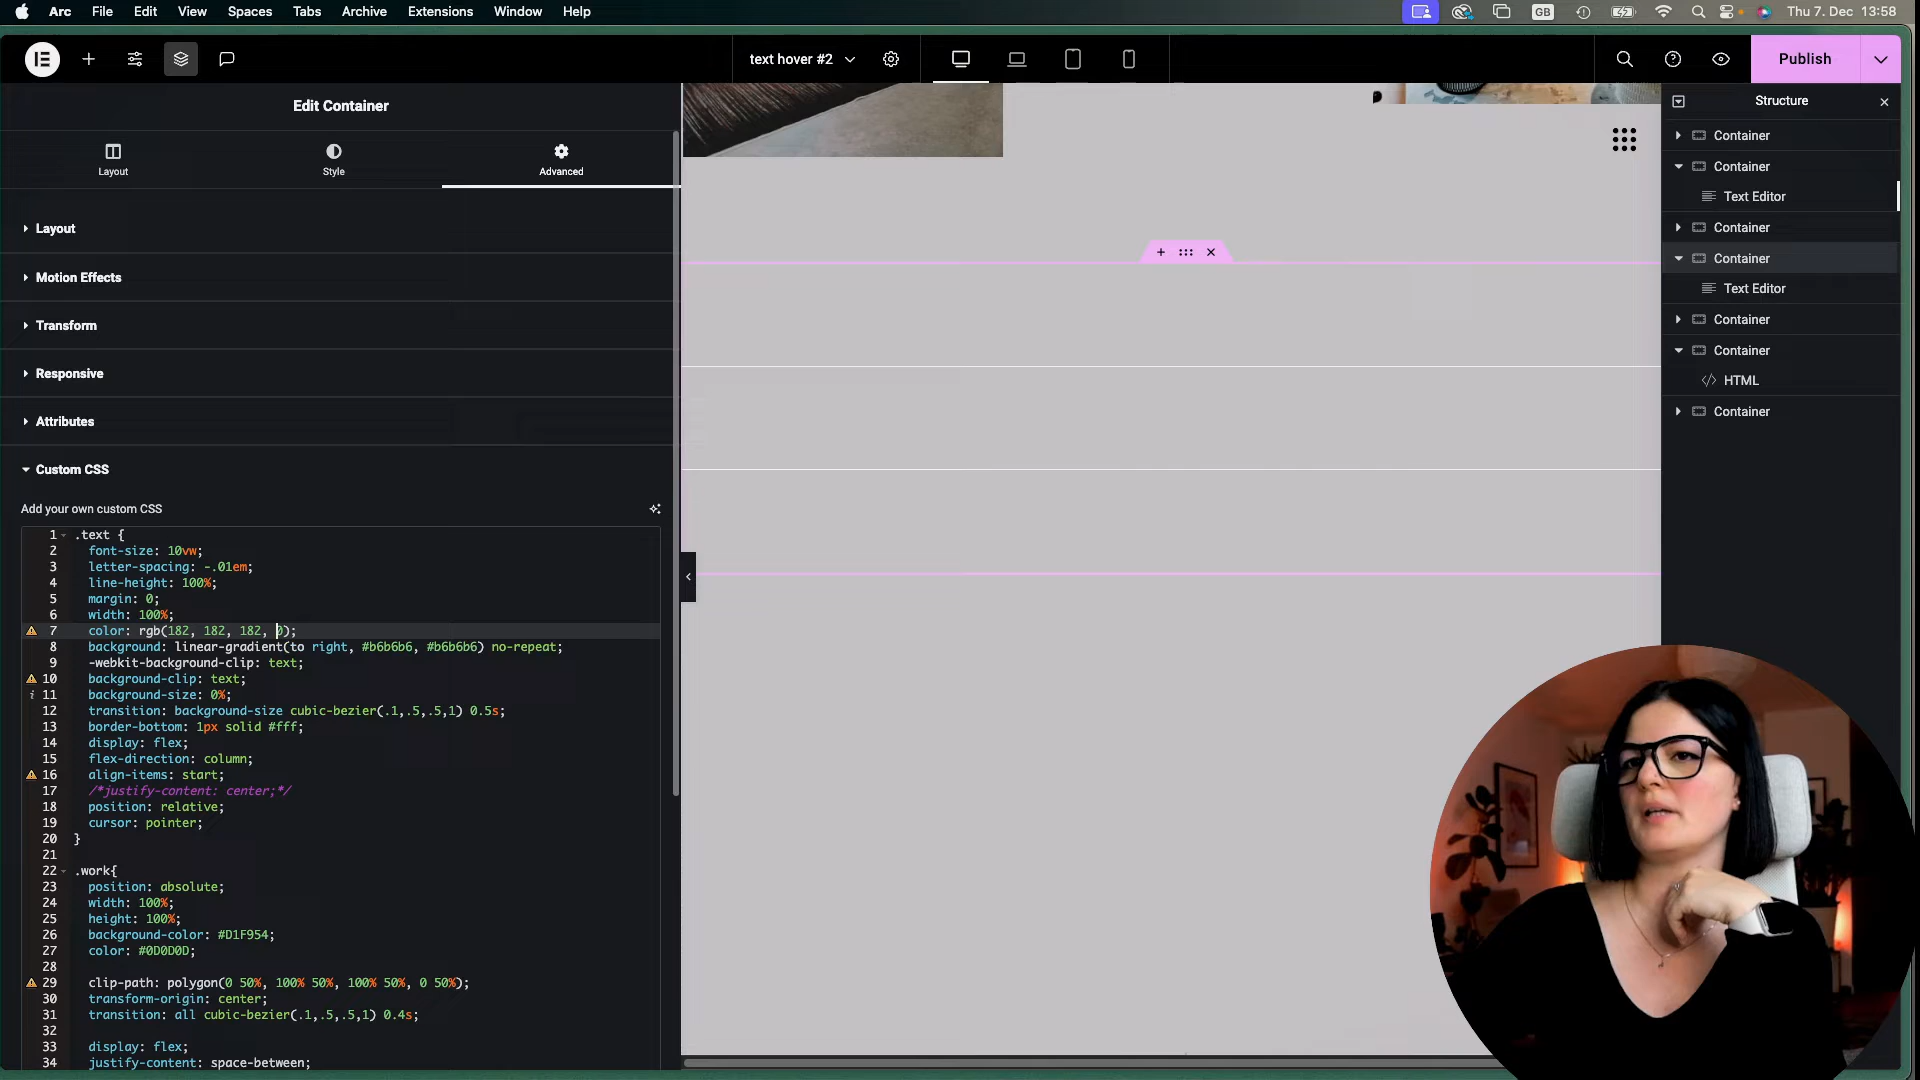 Arc File Edit View Spaces Tabs Archive Extensions Window Help
GB
Thu 7. Dec 13:58
text hover #2
Publish
Edit Container
Structure
Layout
Style
Advanced
Container
Container
Text Editor
Container
Container
Text Editor
Container
Container
HTML
Container
Layout
Motion Effects
Transform
Responsive
Attributes
Custom CSS
Add your own custom CSS
1 .text {
2 font-size: 10vw;
3 letter-spacing: -.01em;
4 line-height: 100%;
5 margin: 0;
6 width: 100%;
7 color: rgb(182, 182, 182, 0);
8 background: linear-gradient(to right, #b6b6b6, #b6b6b6) no-repeat;
9 -webkit-background-clip: text;
10 background-clip: text;
11 background-size: 0%;
12 transition: background-size cubic-bezier(.1,.5,.5,1) 0.5s;
13 border-bottom: 1px solid #fff;
14 display: flex;
15 flex-direction: column;
16 align-items: start;
17 /*justify-content: center;*/
18 position: relative;
19 cursor: pointer;
20 }
21
22 .work{
23 position: absolute;
24 width: 100%;
25 height: 100%;
26 background-color: #D1F954;
27 color: #0D0D0D;
28
29 clip-path: polygon(0 50%, 100% 50%, 100% 50%, 0 50%);
30 transform-origin: center;
31 transition: all cubic-bezier(.1,.5,.5,1) 0.4s;
32
33 display: flex;
34 justify-content: space-between;